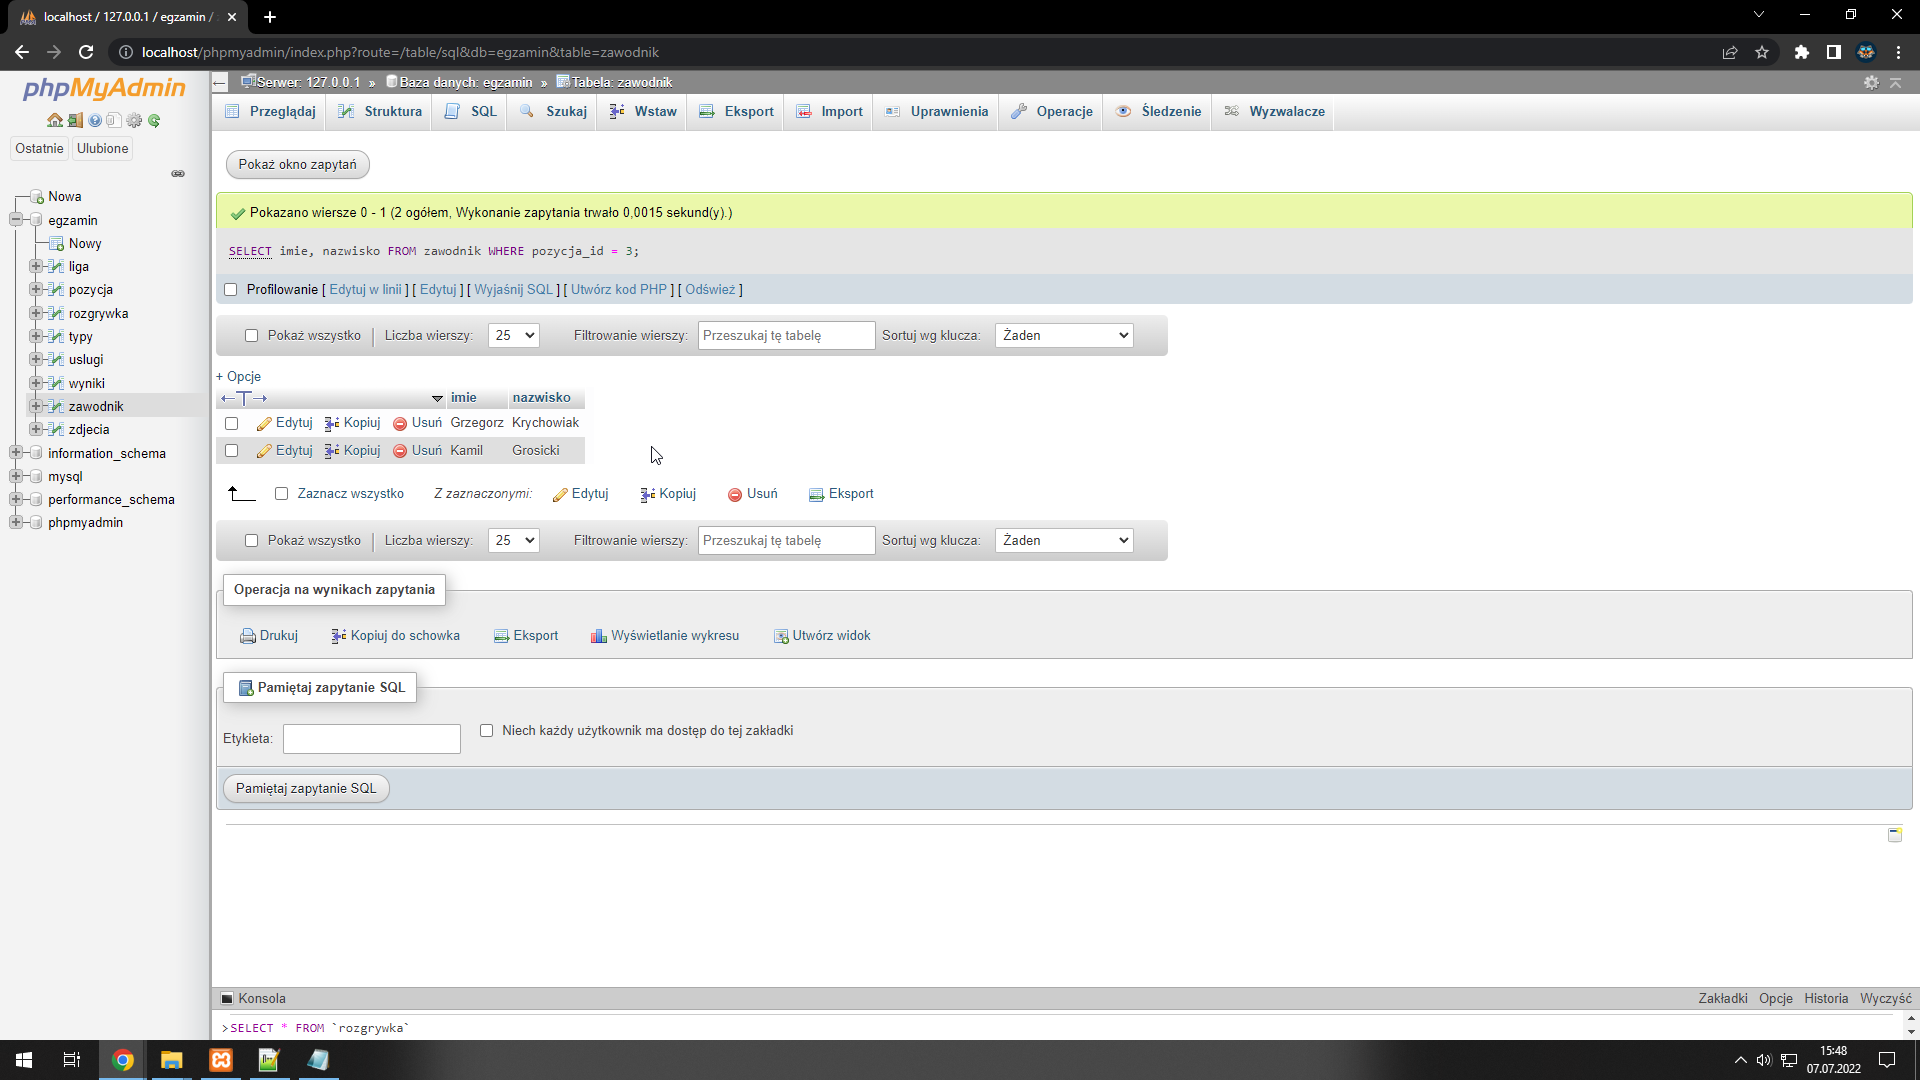 localhost / 127.0.0.1 / egzamin /
localhost/phpmyadmin/index.php?route=/table/sql&db=egzamin&table=zawodnik
phpMyAdmin
Ostatnie
Ulubione
Nowa
egzamin
Nowy
liga
pozycja
rozgrywka
typy
uslugi
wyniki
zawodnik
zdjecia
information_schema
mysql
performance_schema
phpmyadmin
Serwer: 127.0.0.1 » Baza danych: egzamin » Tabela: zawodnik
Przeglądaj Struktura SQL Szukaj Wstaw Eksport Import Uprawnienia Operacje Śledzenie Wyzwalacze
Pokaż okno zapytań
Pokazano wiersze 0 - 1 (2 ogółem, Wykonanie zapytania trwało 0,0015 sekund(y).)
SELECT imie, nazwisko FROM zawodnik WHERE pozycja_id = 3;
Profilowanie [ Edytuj w linii ] [ Edytuj ] [ Wyjaśnij SQL ] [ Utwórz kod PHP ] [ Odśwież ]
Pokaż wszystko | Liczba wierszy: 25 Filtrowanie wierszy: Przeszukaj tę tabelę Sortuj wg klucza: Żaden
+ Opcje
←T→ imie nazwisko
Edytuj Kopiuj Usuń Grzegorz Krychowiak
Edytuj Kopiuj Usuń Kamil Grosicki
Zaznacz wszystko Z zaznaczonymi: Edytuj Kopiuj Usuń Eksport
Pokaż wszystko | Liczba wierszy: 25 Filtrowanie wierszy: Przeszukaj tę tabelę Sortuj wg klucza: Żaden
Operacja na wynikach zapytania
Drukuj Kopiuj do schowka Eksport Wyświetlanie wykresu Utwórz widok
Pamiętaj zapytanie SQL
Etykieta: Niech każdy użytkownik ma dostęp do tej zakładki
Pamiętaj zapytanie SQL
Konsola Zakładki Opcje Historia Wyczyść
>SELECT * FROM `rozgrywka`
15:48
07.07.2022